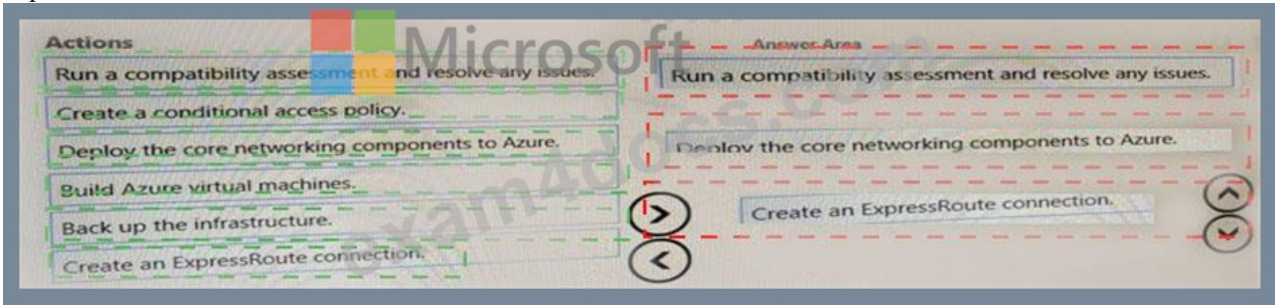 Actions
Microsoft
Answer Area
Run a compatibility assessment and resolve any issues.
Create a conditional access policy.
Deploy the core networking components to Azure.
Build Azure virtual machines.
Back up the infrastructure.
Create an ExpressRoute connection.
Run a compatibility assessment and resolve any issues.
Deploy the core networking components to Azure.
Create an ExpressRoute connection.
exam4docs.com